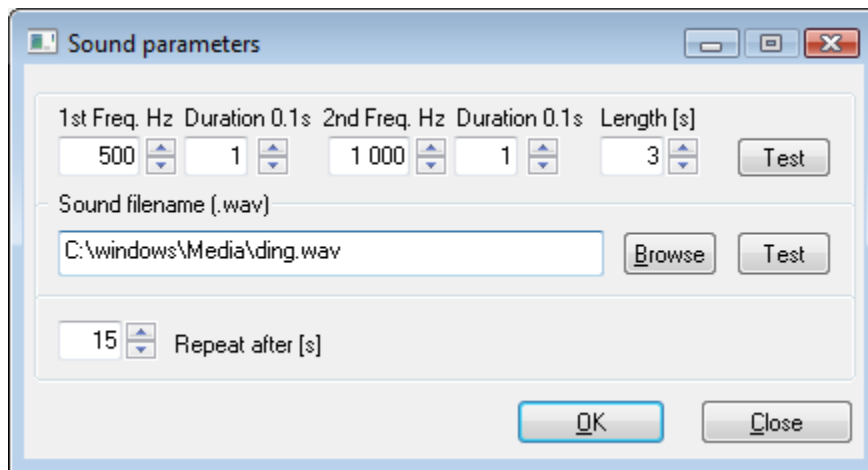 Sound parameters
1st Freq. Hz Duration 0.1s 2nd Freq. Hz Duration 0.1s Length [s]
500 1 1 000 1 3 Test
Sound filename (.wav)
C:\windows\Media\ding.wav Browse Test
15 Repeat after [s]
OK Close